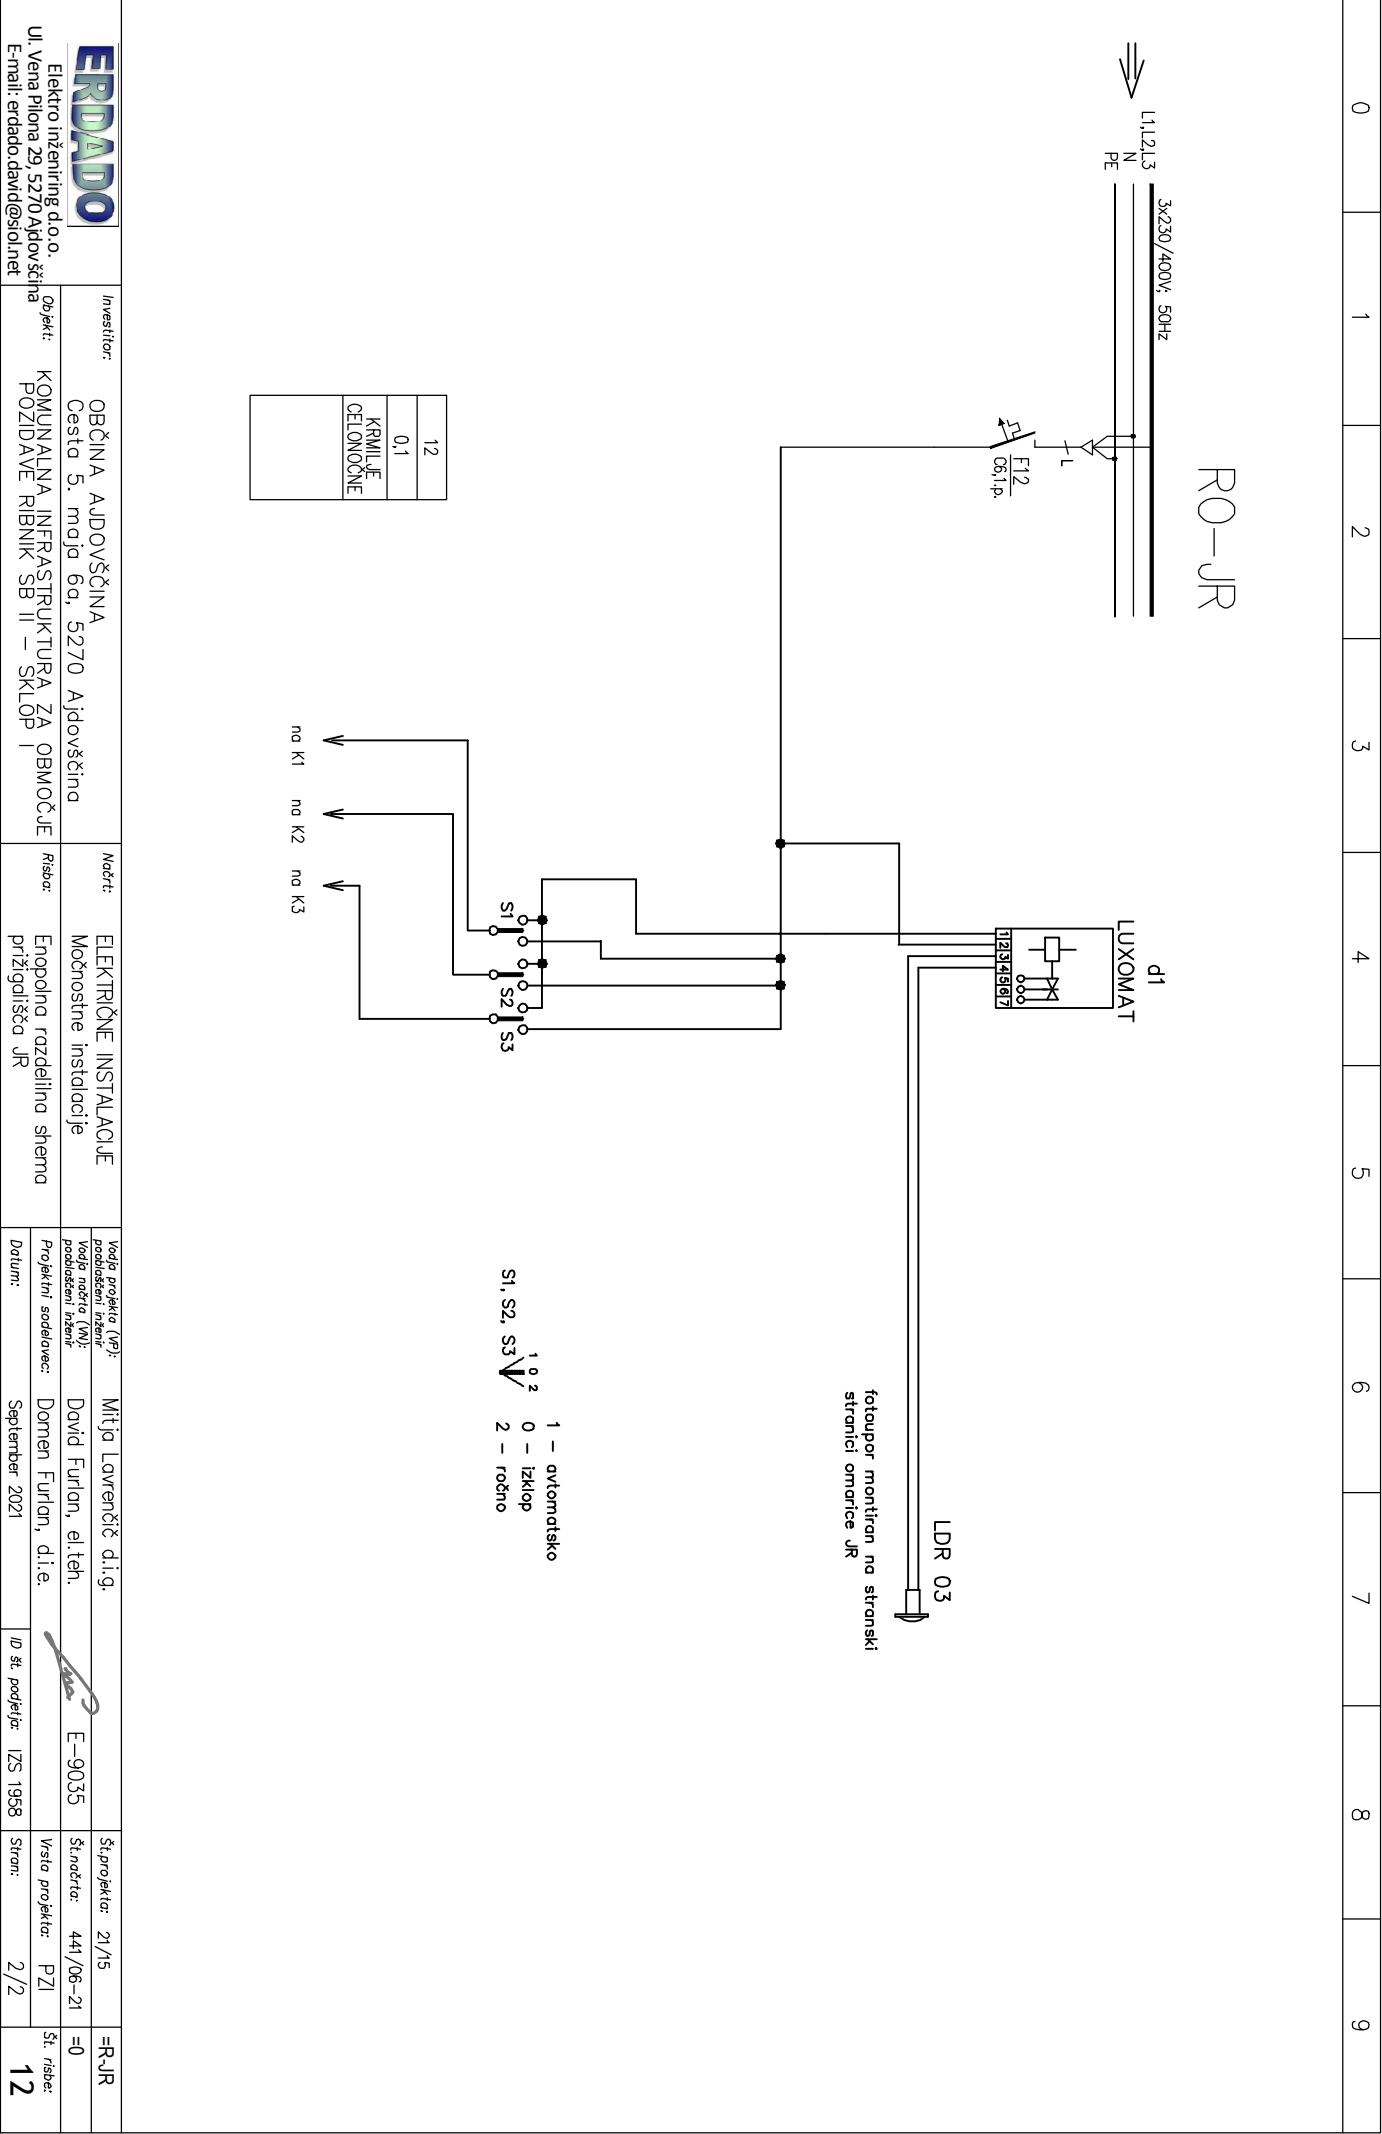 0
1
2
3
4
5
6
7
8
9
RO-JR
L1,L2,L3
N
PE
3x230/400V; 50Hz
L
F12
C6,1.p.
d1
LUXOMAT
1 2 3 4 5 6 7
LDR 03
fotoupor montiran na stranski
stranici omarice JR
S1
S2
S3
na K1
na K2
na K3
S1, S2, S3
1 0 2
1 - avtomatsko
0 - izklop
2 - ročno
12
0,1
KRMILJE
CELONOČNE
ERDADO
Elektro inženiring d.o.o.
Ul. Vena Pilona 29, 5270 Ajdovščina
E-mail: erdado.david@siol.net
Investitor:
OBČINA AJDOVŠČINA
Cesta 5. maja 6a, 5270 Ajdovščina
Objekt:
KOMUNALNA INFRASTRUKTURA ZA OBMOČJE
POZIDAVE RIBNIK SB II - SKLOP I
Načrt:
ELEKTRIČNE INSTALACIJE
Močnostne instalacije
Risba:
Enopolna razdelilna shema
prižigališča JR
Vodja projekta (VP):
pooblaščeni inženir
Mitja Lavrenčič d.i.g.
Vodja načrta (VN):
pooblaščeni inženir
David Furlan, el.teh.
E-9035
Projektni sodelavec:
Domen Furlan, d.i.e.
Datum:
September 2021
ID št. podjetja:
IZS 1958
Št.projekta:
21/15
Št.načrta:
441/06-21
Vrsta projekta:
PZI
Stran:
2/2
=R-JR
=0
Št. risbe:
12